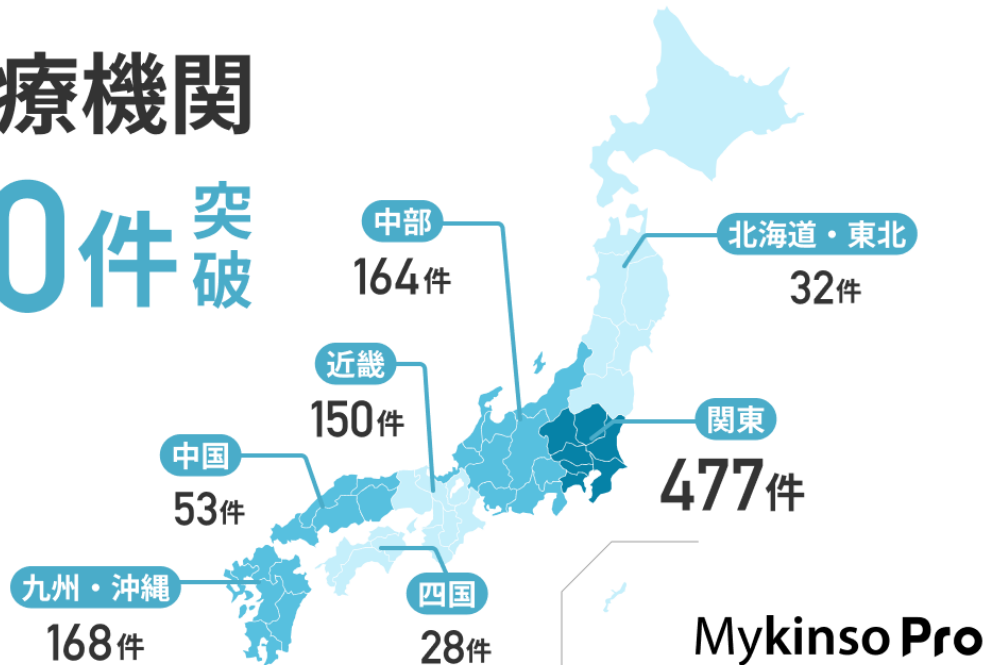 療機関
0件
突破
中部
164件
北海道・東北
32件
近畿
150件
関東
477件
中国
53件
九州・沖縄
168件
四国
28件
Mykinso Pro